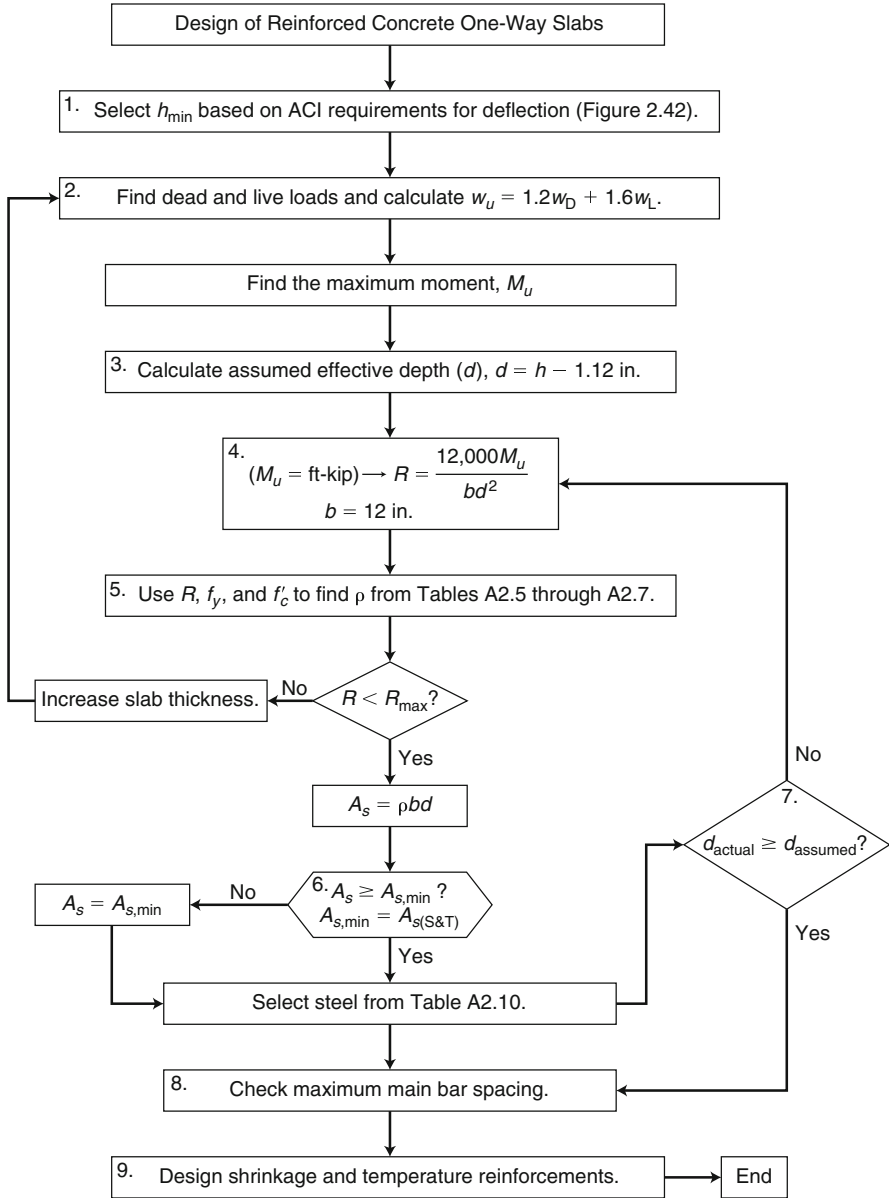 Design of Reinforced Concrete One-Way Slabs
1. Select h_min based on ACI requirements for deflection (Figure 2.42).
2. Find dead and live loads and calculate w_u = 1.2w_D + 1.6w_L.
Find the maximum moment, M_u
3. Calculate assumed effective depth (d), d = h − 1.12 in.
4. (M_u = ft-kip) → R = 12,000M_u / bd²
b = 12 in.
5. Use R, f_y, and f′_c to find ρ from Tables A2.5 through A2.7.
R < R_max?
No
Increase slab thickness.
Yes
A_s = ρbd
6. A_s ≥ A_s,min ?
A_s,min = A_s(S&T)
No
A_s = A_s,min
Yes
Select steel from Table A2.10.
7.
d_actual ≥ d_assumed?
No
Yes
8. Check maximum main bar spacing.
9. Design shrinkage and temperature reinforcements.
End